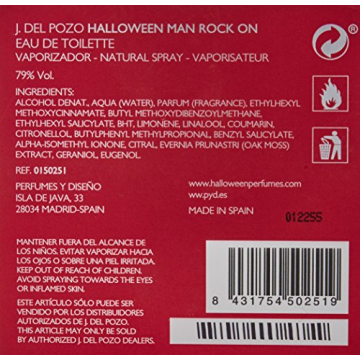 J. DEL POZO HALLOWEEN MAN ROCK ON
EAU DE TOILETTE
VAPORIZADOR - NATURAL SPRAY - VAPORISATEUR
79% Vol.
INGREDIENTS:
ALCOHOL DENAT., AQUA (WATER), PARFUM (FRAGRANCE), ETHYLHEXYL
METHOXYCINNAMATE, BUTYL METHOXYDIBENZOYLMETHANE,
ETHYLHEXYL SALICYLATE, BHT, LIMONENE, LINALOOL, COUMARIN,
CITRONELLOL, BUTYLPHENYL METHYLPROPIONAL, BENZYL SALICYLATE,
ALPHA-ISOMETHYL IONONE, CITRAL, EVERNIA PRUNASTRI (OAK MOSS)
EXTRACT, GERANIOL, EUGENOL.
REF. 0150251
PERFUMES Y DISEÑO
ISLA DE JAVA, 33
28034 MADRID-SPAIN
www.halloweenperfumes.com
www.pyd.es
MADE IN SPAIN
012255
MANTENER FUERA DEL ALCANCE DE
LOS NIÑOS. EVITAR VAPORIZAR HACIA
LOS OJOS O SOBRE UNA PIEL IRRITADA.
KEEP OUT OF REACH OF CHILDREN.
AVOID SPRAYING TOWARDS THE EYES
OR INFLAMED SKIN.
ESTE ARTÍCULO SÓLO PUEDE SER
VENDIDO POR LOS DISTRIBUIDORES
AUTORIZADOS DE J. DEL POZO.
THIS ARTICLE MAY ONLY BE SOLD
BY AUTHORISED J. DEL POZO DEALERS.
8 431754 502519